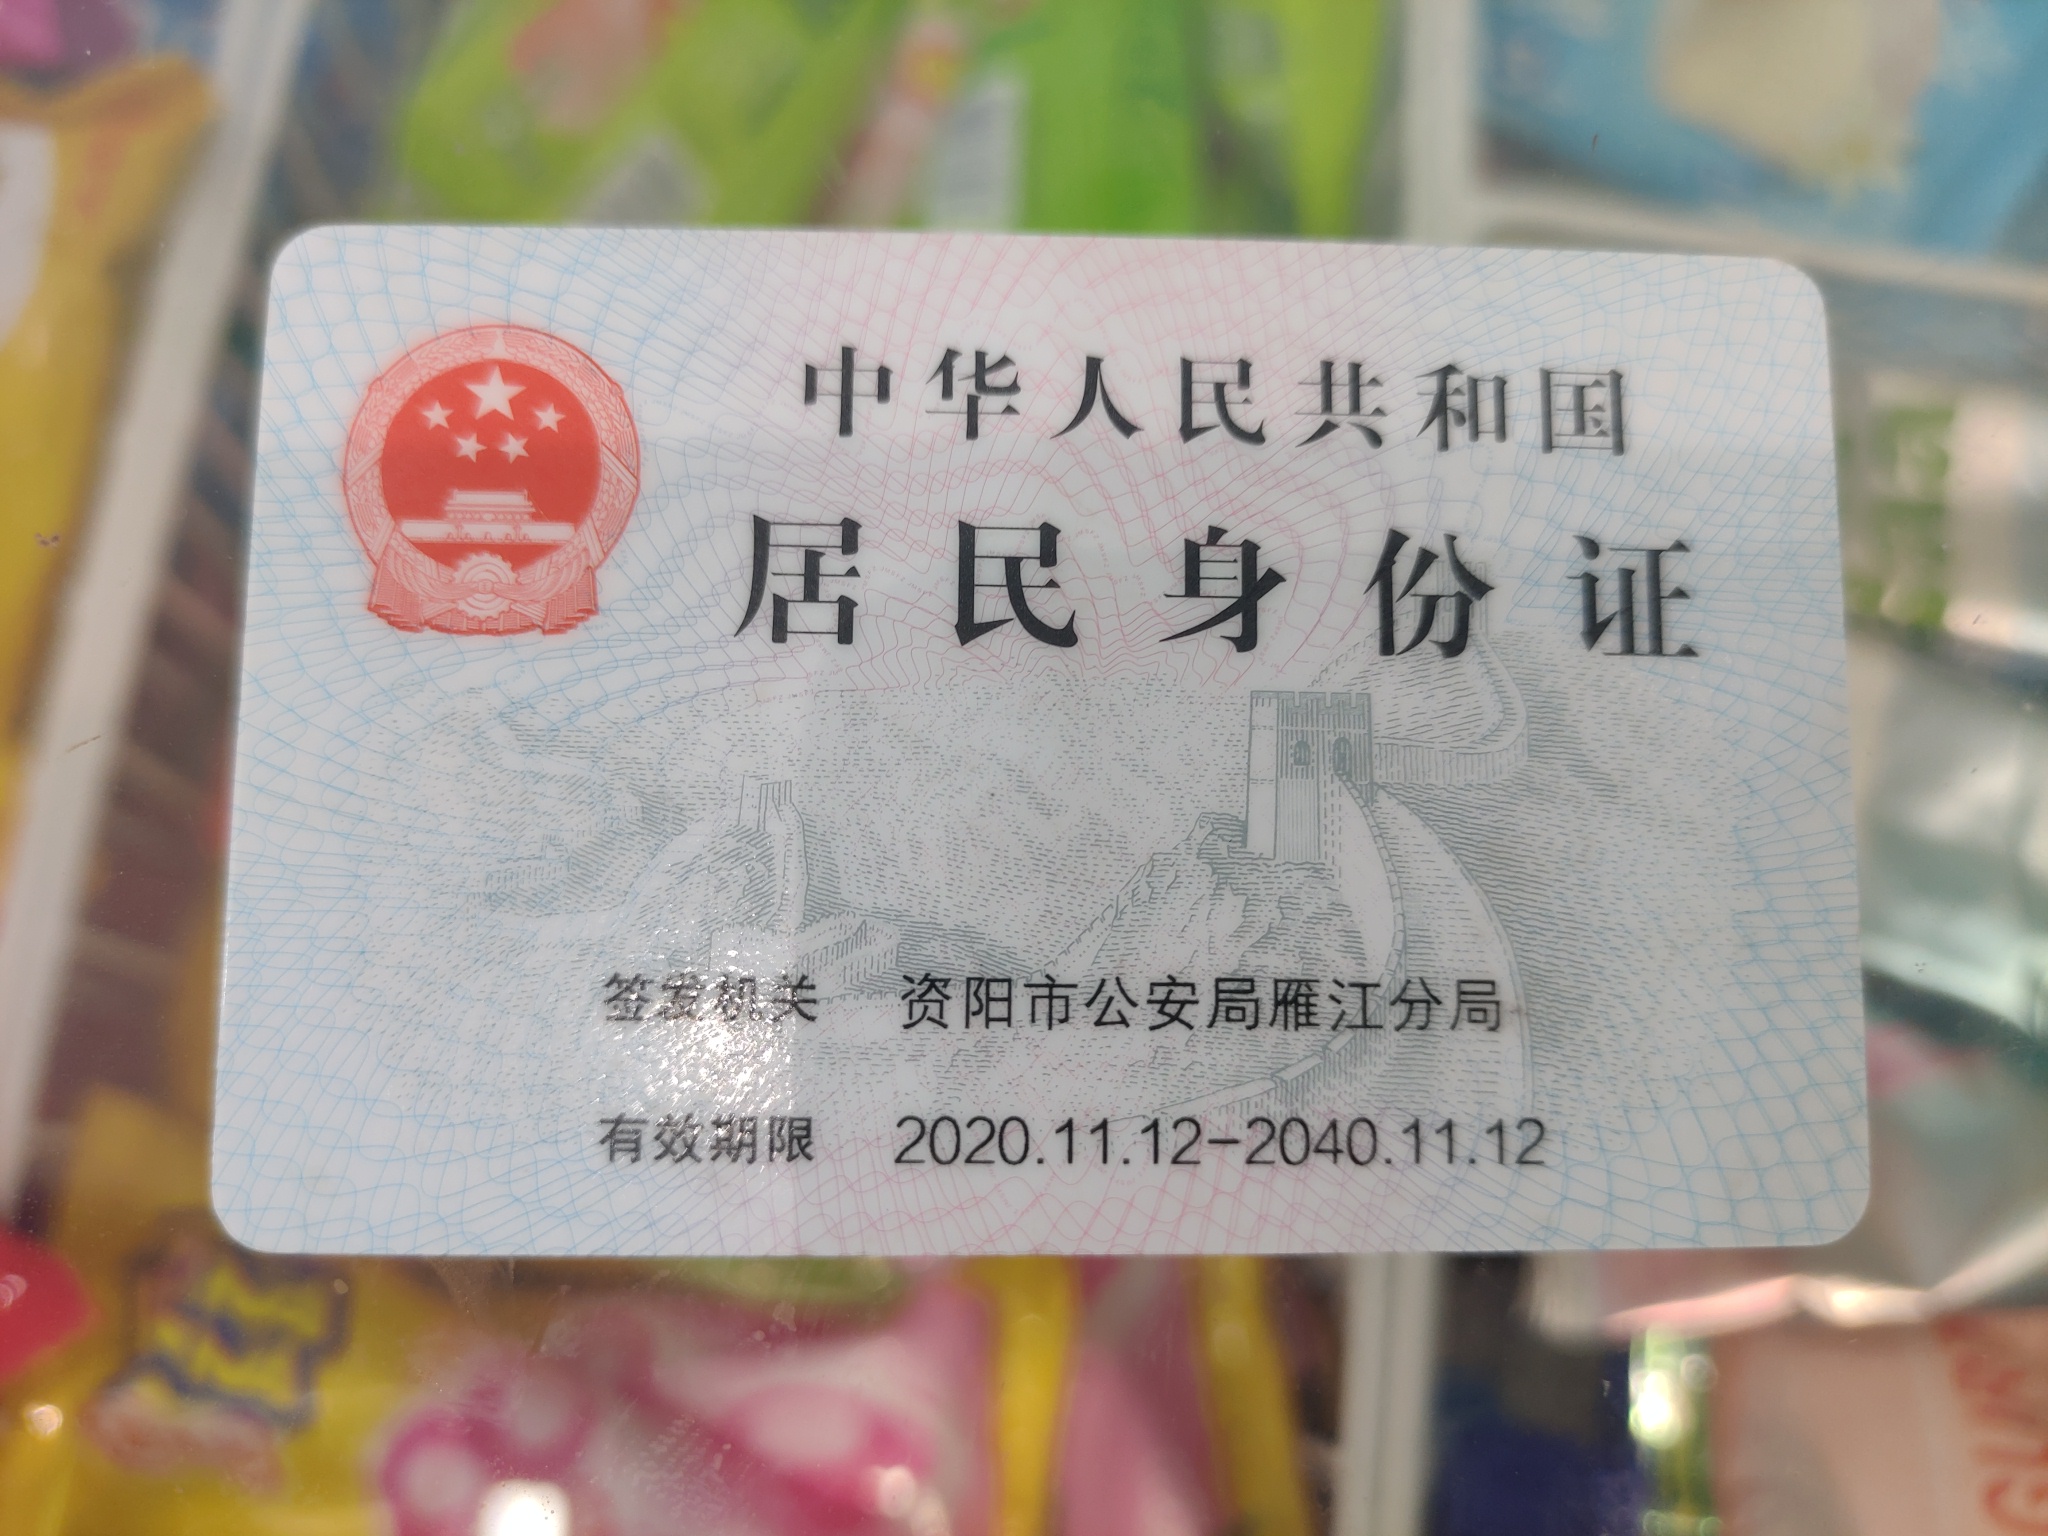 中华人民共和国
居民身份证
签发机关 资阳市公安局雁江分局
有效期限 2020.11.12-2040.11.12